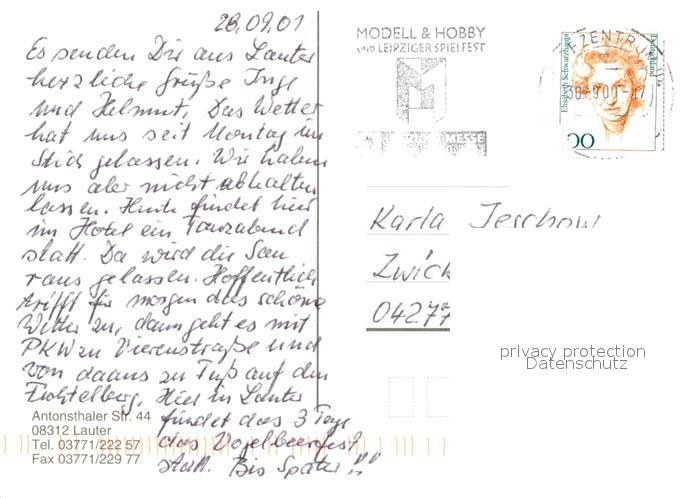 28.09.01
Es senden Dir aus Lauter
herzliche Grüße Inge
und Helmut, Das Wetter
hat uns seit Montag im
Stich gelassen. Wir haben
uns aber nicht abhalten
lassen. Heute findet hier
im Hotel ein Tanzabend
statt. Da wird die Sau
raus gelassen. Hoffentlich
trifft für morgen das schöne
Wetter zu, dann geht es mit
PKW zu Vierenstraße und
von daaus zu Fuß auf den
Fichtelberg, Hier in Lauter
findet das 3 Tage
das Vogelbeerfest
statt. Bis Später!!
Antonsthaler Str. 44
08312 Lauter
Tel. 03771/222 57
Fax 03771/229 77
MODELL & HOBBY
UND LEIPZIGER SPIELFEST
MESSE
BRIEFZENTRUM
Elisabeth Schwarzhaupt
Deutschland
Karla Jeschow
Zwick
04277
privacy protection
Datenschutz